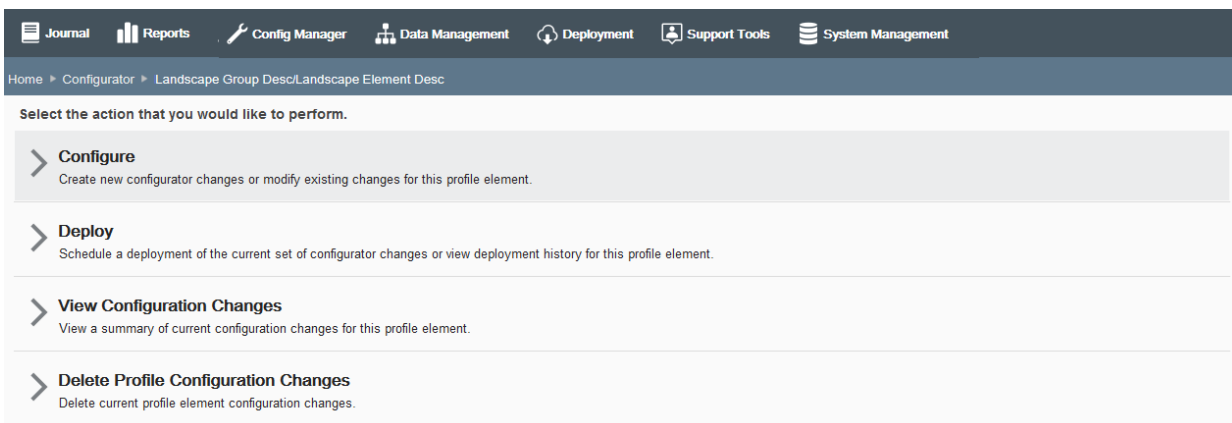 Journal Reports Config Manager Data Management Deployment Support Tools System Management
Home Configurator Landscape Group Desc/Landscape Element Desc
Select the action that you would like to perform.
Configure
Create new configurator changes or modify existing changes for this profile element.
Deploy
Schedule a deployment of the current set of configurator changes or view deployment history for this profile element.
View Configuration Changes
View a summary of current configuration changes for this profile element.
Delete Profile Configuration Changes
Delete current profile element configuration changes.